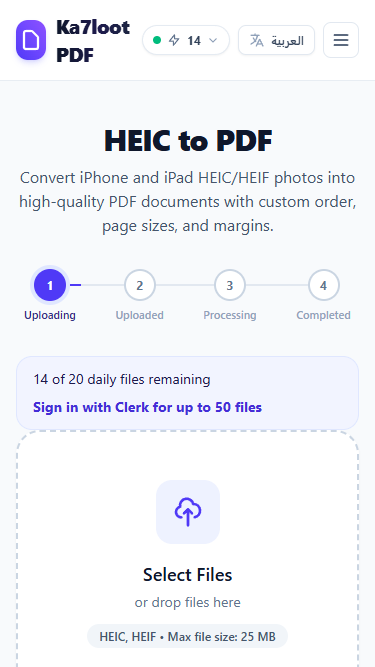 Ka7loot
PDF
14
العربية
HEIC to PDF
Convert iPhone and iPad HEIC/HEIF photos into
high-quality PDF documents with custom order,
page sizes, and margins.
1 2 3 4
Uploading Uploaded Processing Completed
14 of 20 daily files remaining
Sign in with Clerk for up to 50 files
Select Files
or drop files here
HEIC, HEIF • Max file size: 25 MB